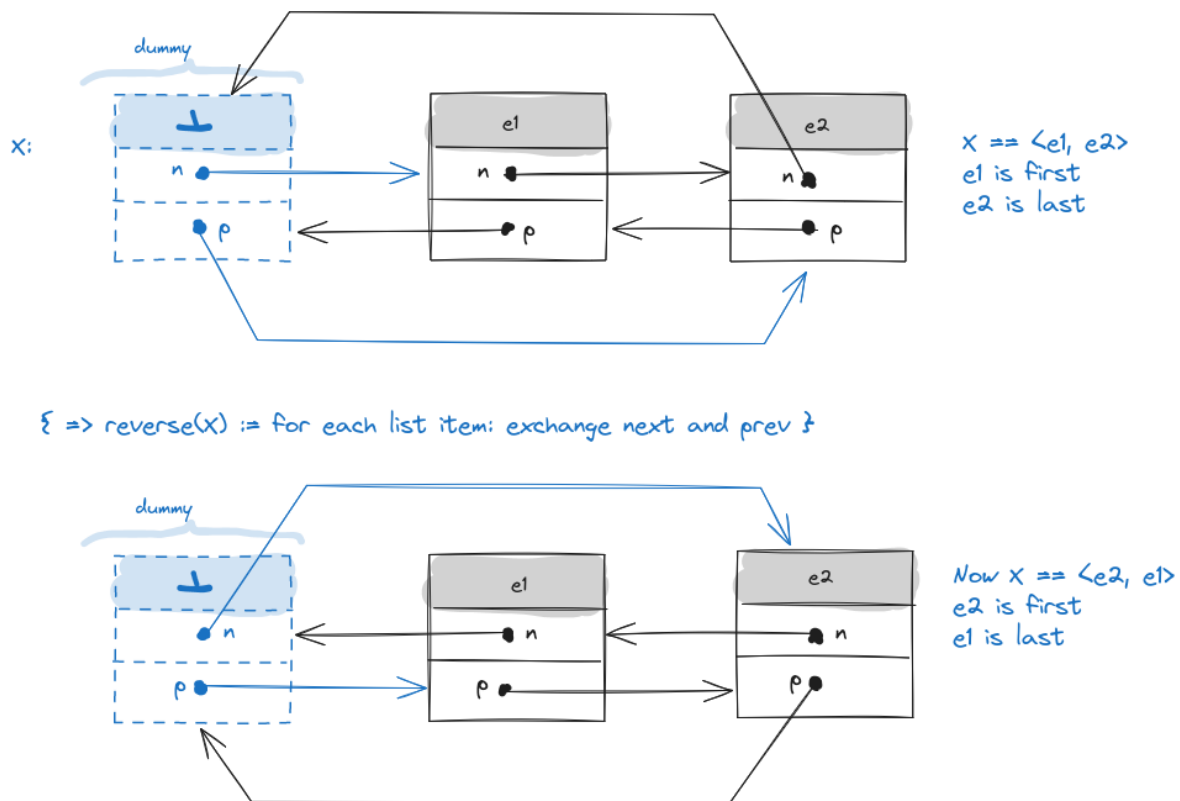 dummy
X:
⊥
n
p
e1
n
p
e2
n
p
X == <e1, e2>
e1 is first
e2 is last
{ => reverse(X) := for each list item: exchange next and prev }
dummy
⊥
n
p
e1
n
p
e2
n
p
Now X == <e2, e1>
e2 is first
e1 is last